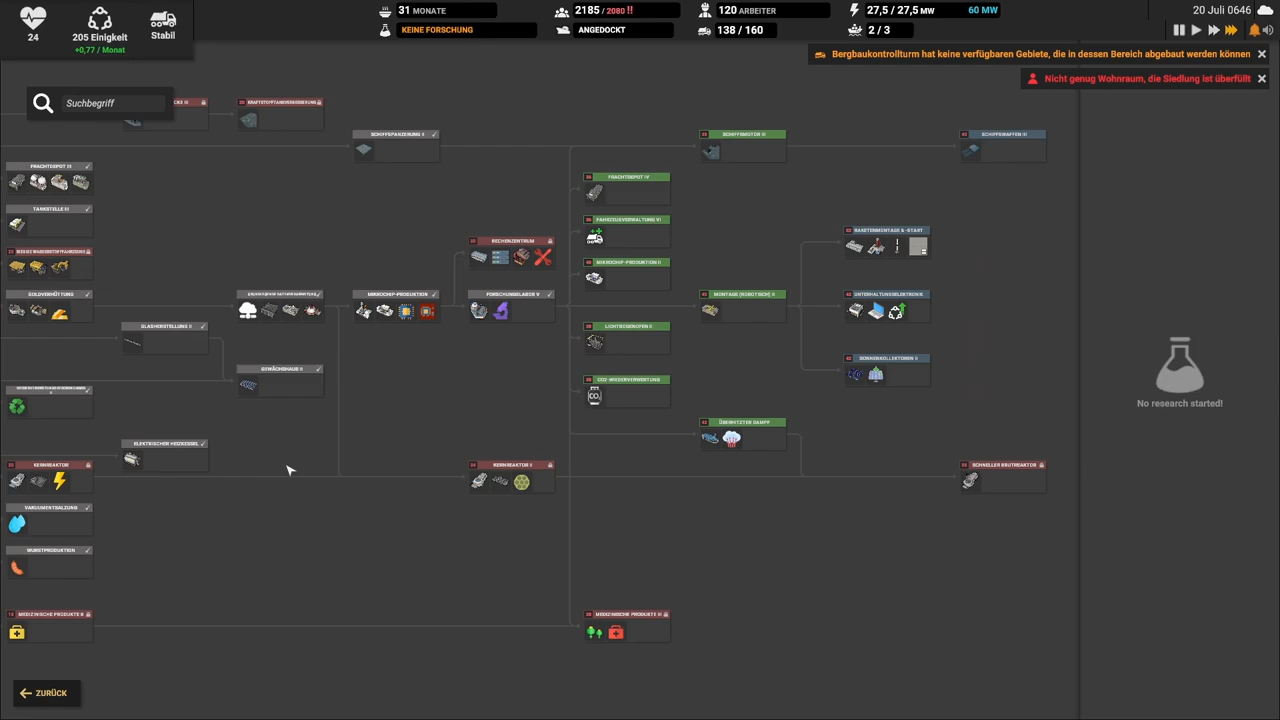 24
205 Einigkeit
+0,77 / Monat
Stabil
31 MONATE
KEINE FORSCHUNG
2185 / 2080 !!
ANGEDOCKT
120 ARBEITER
138 / 160
27,5 / 27,5 MW
60 MW
2 / 3
20 Juli 0646
Bergbaukontrollturm hat keine verfügbaren Gebiete, die in dessen Bereich abgebaut werden können
Nicht genug Wohnraum, die Siedlung ist überfüllt
Suchbegriff
SCHIFFSPANZERUNG II
SCHIFFSMOTOR III
SCHIFFSWAFFEN III
FRACHTDEPOT III
FRACHTDEPOT IV
TANKSTELLE III
FAHRZEUGVERWALTUNG VI
RAKETENMONTAGE & -START
RECHENZENTRUM
MIKROCHIP-PRODUKTION II
GOLDVERHÜTTUNG
MIKROCHIP-PRODUKTION
FORSCHUNGSLABOR V
MONTAGE (ROBOTISCH) II
UNTERHALTUNGSELEKTRONIK
GLASHERSTELLUNG II
LICHTBOGENOFEN II
SONNENKOLLEKTOREN II
GEWÄCHSHAUS II
CO2-WIEDERVERWERTUNG
ÜBERHITZTER DAMPF
ELEKTRISCHER HEIZKESSEL
KERNREAKTOR
KERNREAKTOR II
SCHNELLER BRUTREAKTOR
VAKUUMENTSALZUNG
WURSTPRODUKTION
MEDIZINISCHE PRODUKTE II
MEDIZINISCHE PRODUKTE III
No research started!
ZURÜCK